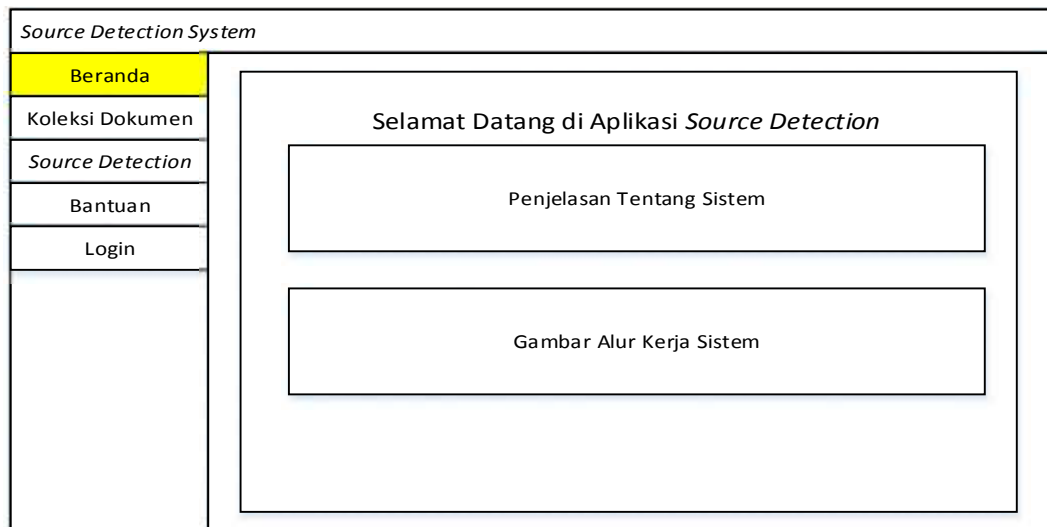 Source Detection System
Beranda
Koleksi Dokumen
Source Detection
Bantuan
Login
Selamat Datang di Aplikasi Source Detection
Penjelasan Tentang Sistem
Gambar Alur Kerja Sistem